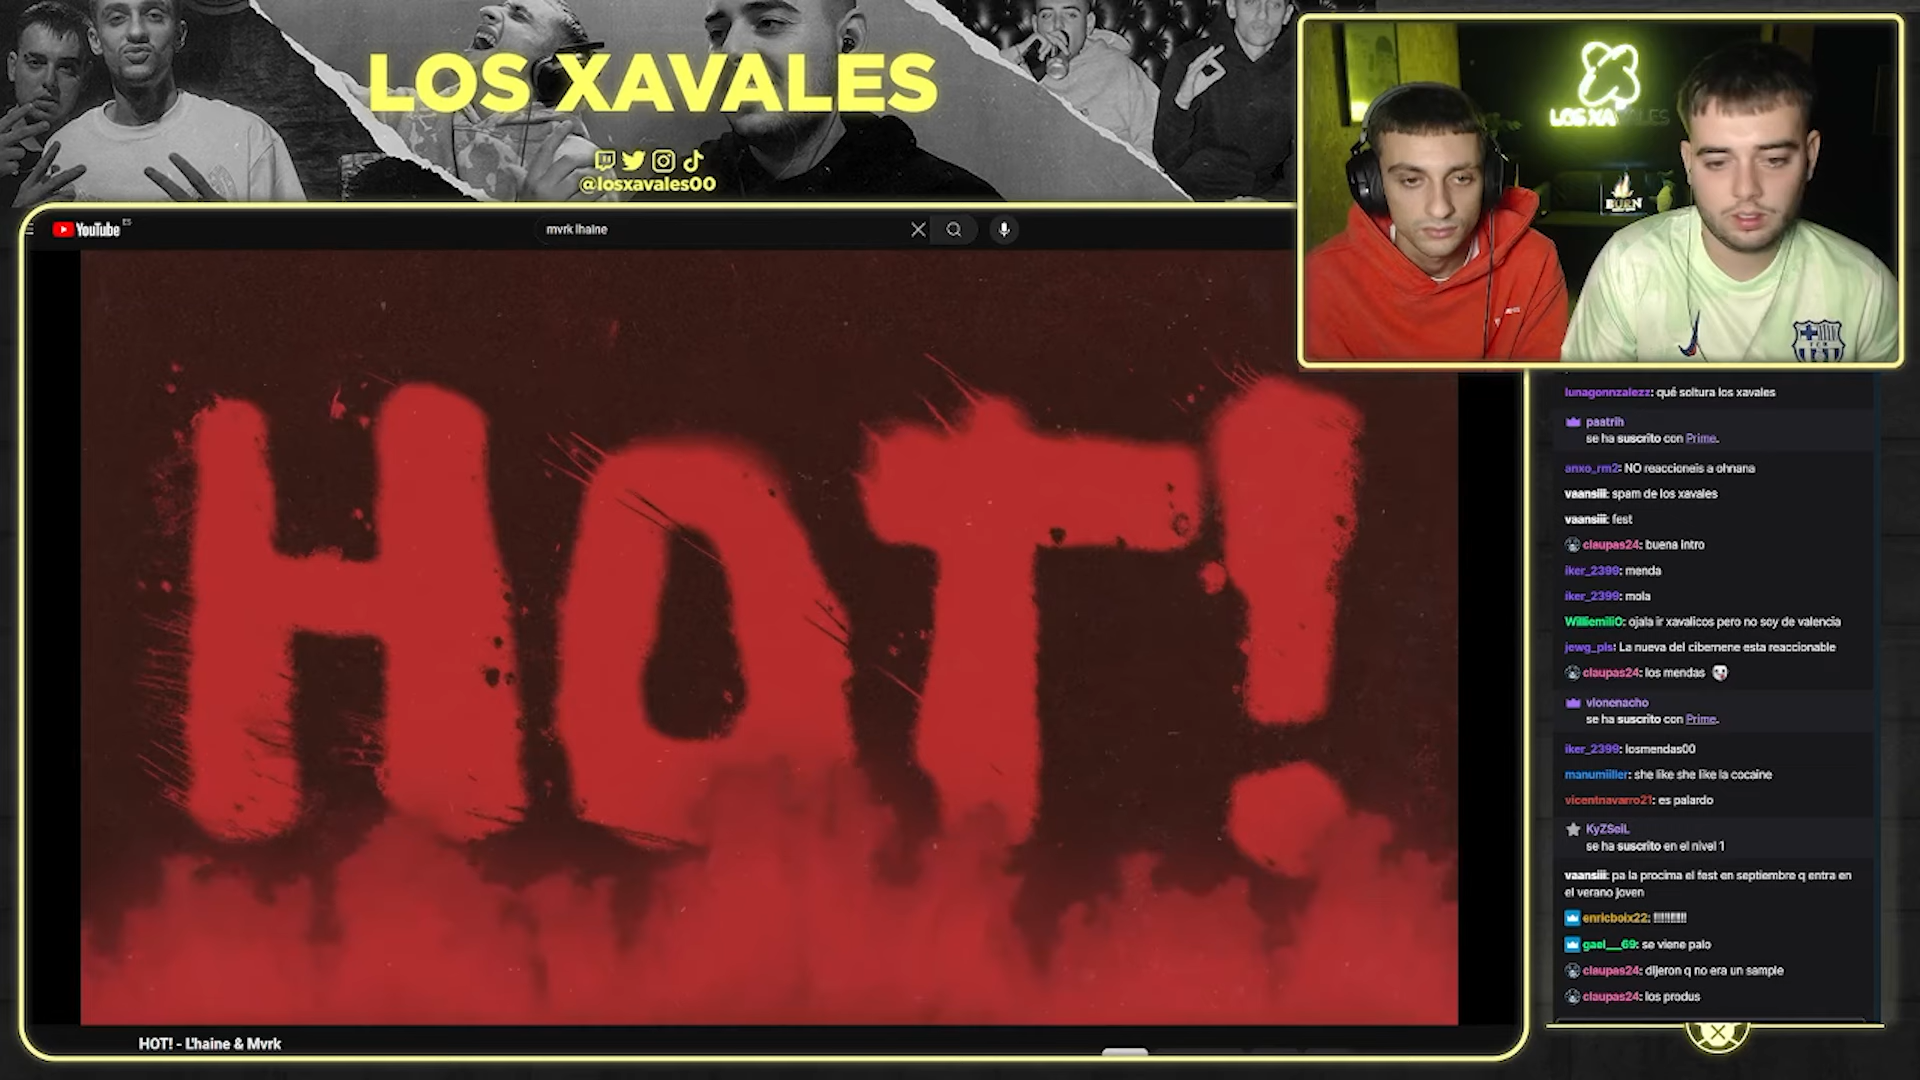 LOS XAVALES
@losxavales00
YouTube ES
mvrk lhaine
HOT!
HOT! - L'haine & Mvrk
LOS XAVALES
BURN
lunagonnzalezz: qué soltura los xavales
paatrih
se ha suscrito con Prime.
anxo_rm2: NO reaccioneis a ohnana
vaansiii: spam de los xavales
vaansiii: fest
claupas24: buena intro
iker_2399: menda
iker_2399: mola
Williemili0: ojala ir xavalicos pero no soy de valencia
jewg_pls: La nueva del cibernene esta reaccionable
claupas24: los mendas
vlonenacho
se ha suscrito con Prime.
iker_2399: losmendas00
manumiiller: she like she like la cocaine
vicentnavarro21: es palardo
KyZSeiL
se ha suscrito en el nivel 1
vaansiii: pa la procima el fest en septiembre q entra en
el verano joven
enricboix22: !!!!!!!!!!!
gael__69: se viene palo
claupas24: dijeron q no era un sample
claupas24: los produs